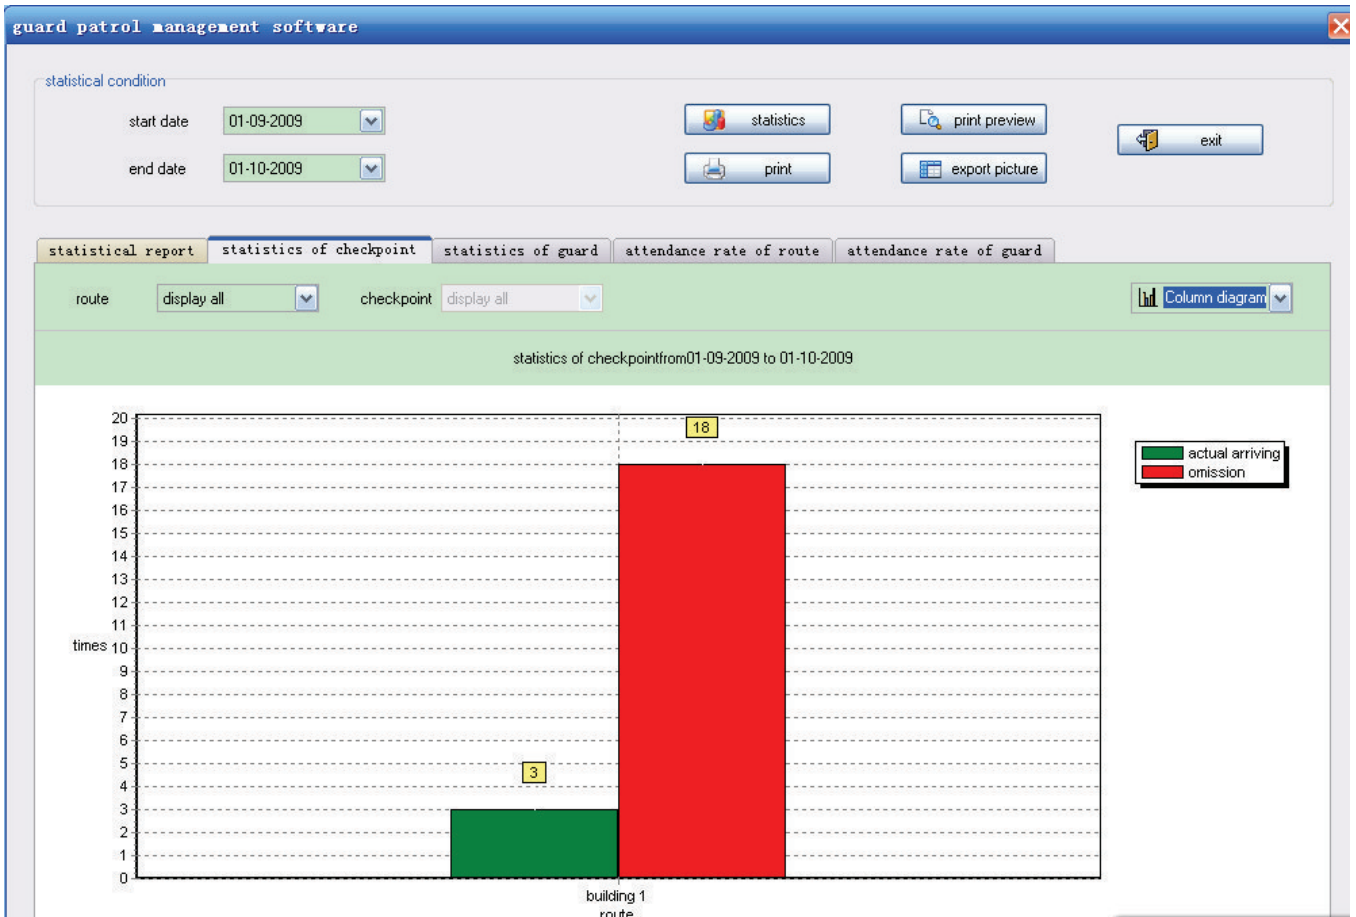 guard patrol management software
statistical condition
start date 01-09-2009 statistics print preview exit
end date 01-10-2009 print export picture
statistical report statistics of checkpoint statistics of guard attendance rate of route attendance rate of guard
route display all checkpoint display all Column diagram
statistics of checkpointfrom01-09-2009 to 01-10-2009
20
18
19
actual arriving
18
omission
17
16
15
14
13
12
11
times 10
9
8
7
6
5
3
4
3
2
1
0
building 1
route